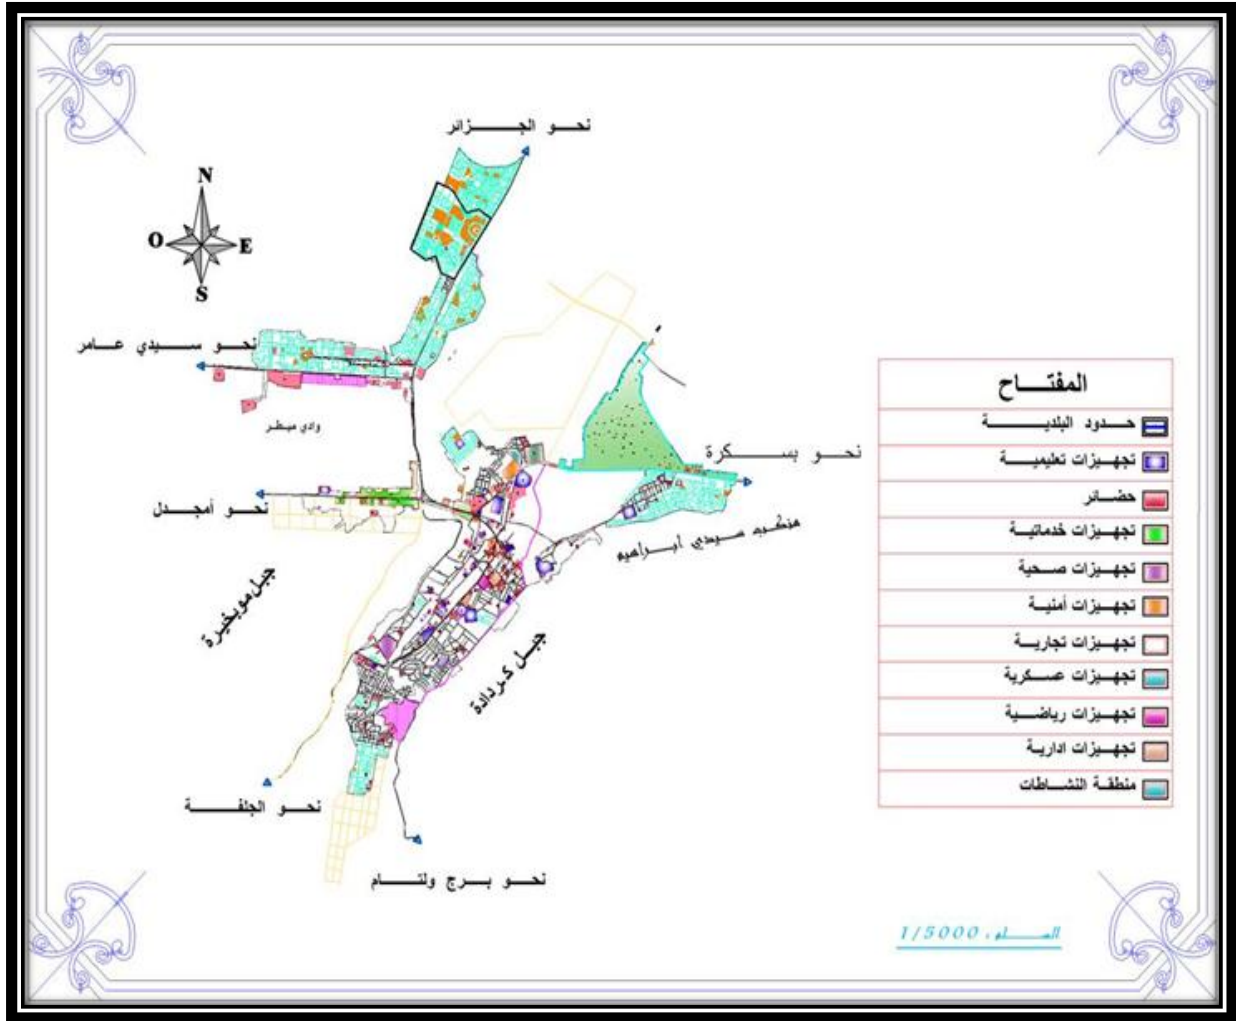 نحو الجزائر
N
O
E
S
نحو سيدي عامر
وادي ميطر
نحو بسكرة
نحو أمجدل
منكب سيدي ابراهيم
جبل موبخيرة
جبل كردادة
نحو الجلفة
نحو برج ولتام
المفتاح
حدود البلدية
تجهيزات تعليمية
حضائر
تجهيزات خدماتية
تجهيزات صحية
تجهيزات أمنية
تجهيزات تجارية
تجهيزات عسكرية
تجهيزات رياضية
تجهيزات ادارية
منطقة النشاطات
السلم، 1/5000